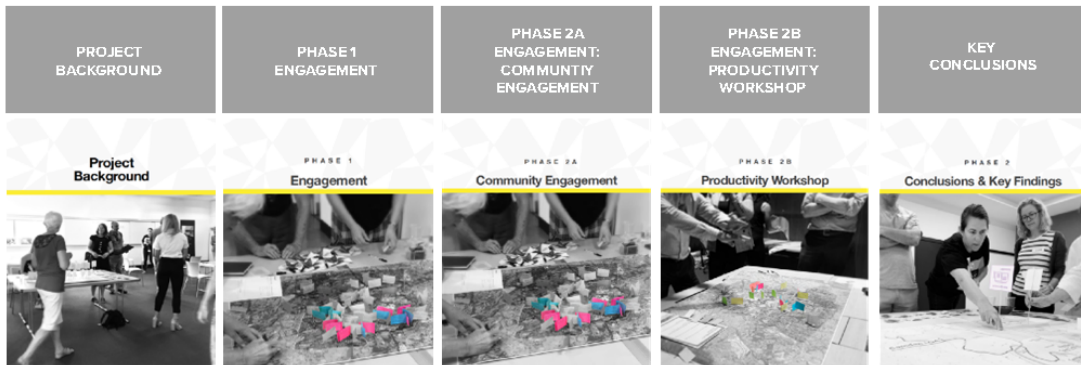 PROJECT
BACKGROUND
PHASE 1
ENGAGEMENT
PHASE 2A
ENGAGEMENT:
COMMUNTIY
ENGAGEMENT
PHASE 2B
ENGAGEMENT:
PRODUCTIVITY
WORKSHOP
KEY
CONCLUSIONS
Project
Background
PHASE 1
Engagement
PHASE 2A
Community Engagement
PHASE 2B
Productivity Workshop
PHASE 2
Conclusions & Key Findings